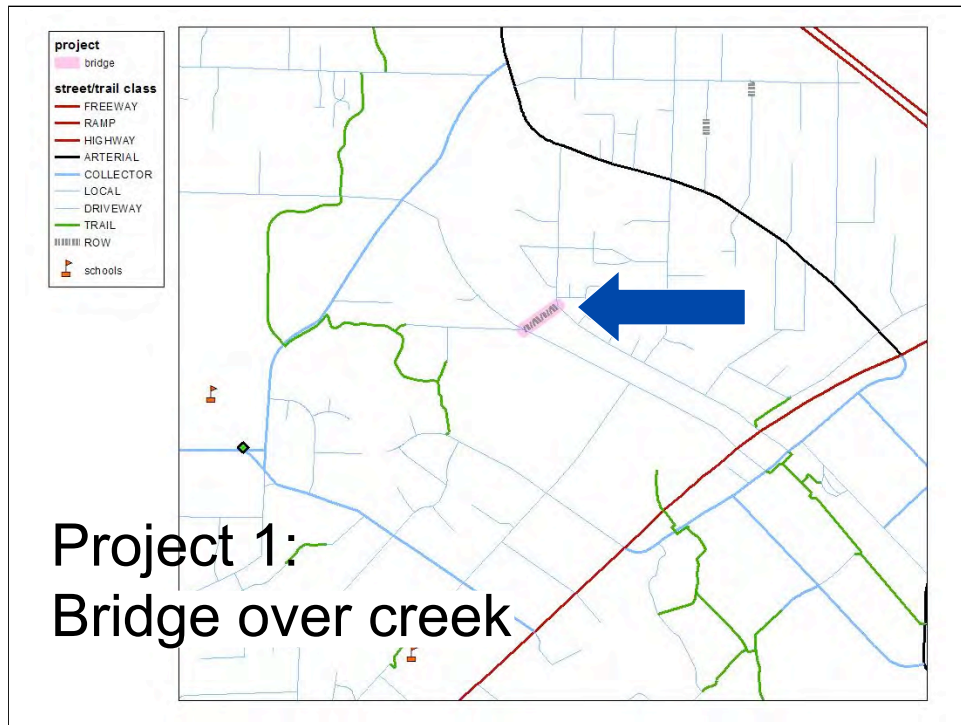 project
bridge
street/trail class
FREEWAY
RAMP
HIGHWAY
ARTERIAL
COLLECTOR
LOCAL
DRIVEWAY
TRAIL
ROW
schools
Project 1:
Bridge over creek